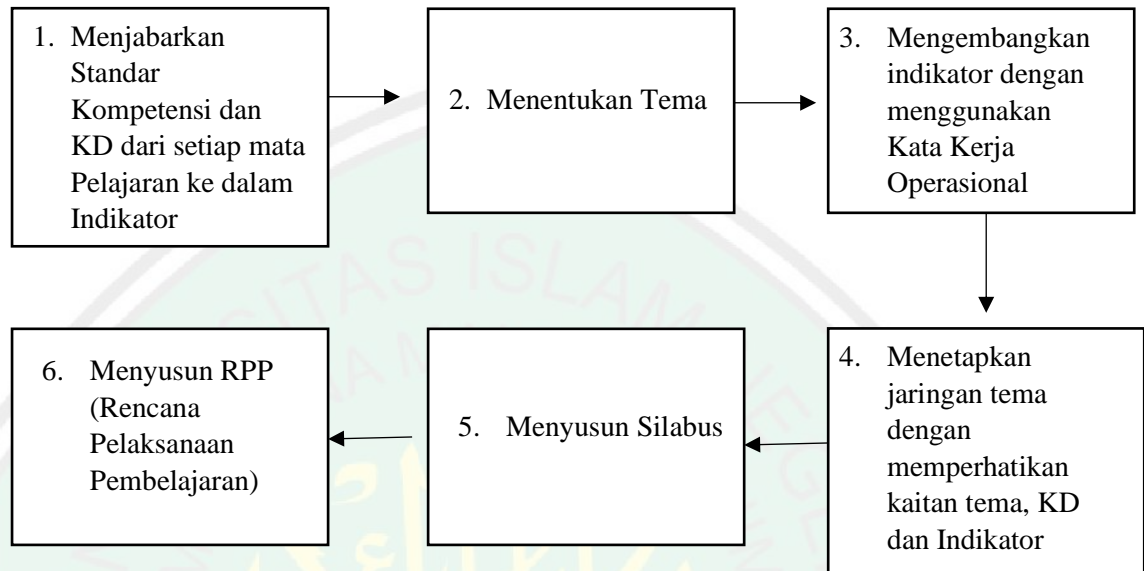 1. Menjabarkan
Standar
Kompetensi dan
KD dari setiap mata
Pelajaran ke dalam
Indikator
2. Menentukan Tema
3. Mengembangkan
indikator dengan
menggunakan
Kata Kerja
Operasional
4. Menetapkan
jaringan tema
dengan
memperhatikan
kaitan tema, KD
dan Indikator
5. Menyusun Silabus
6. Menyusun RPP
(Rencana
Pelaksanaan
Pembelajaran)